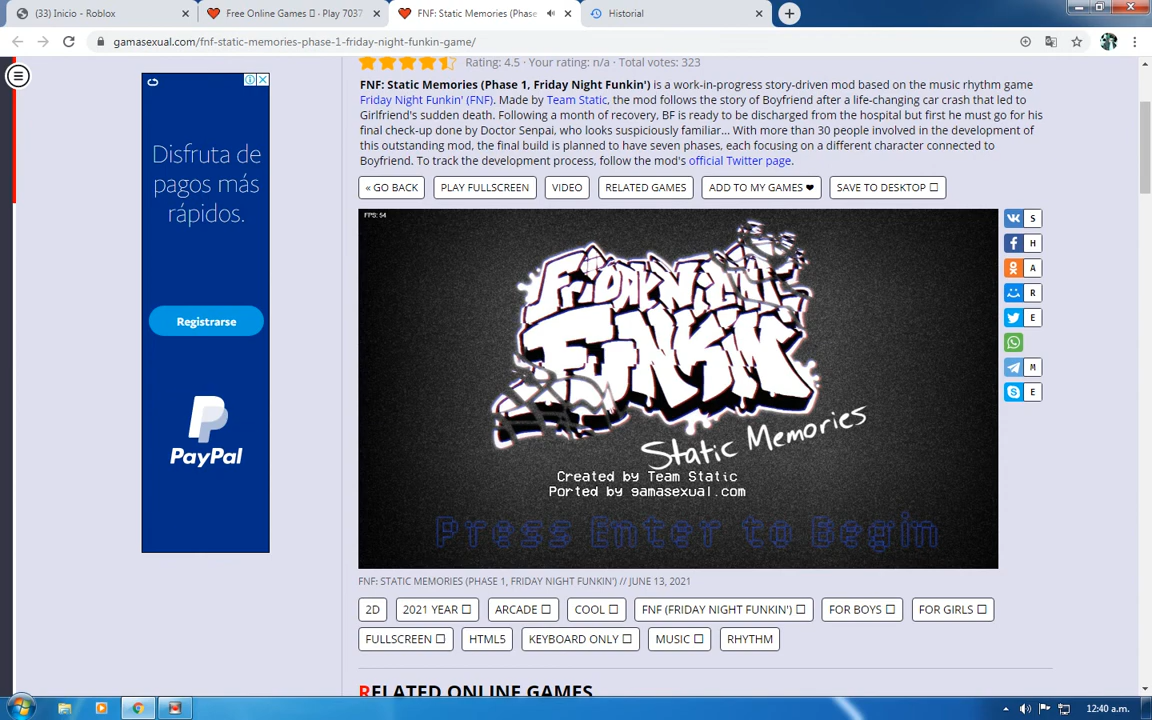 (33) Inicio - Roblox
Free Online Games · Play 7037
FNF: Static Memories (Phase
Historial
gamasexual.com/fnf-static-memories-phase-1-friday-night-funkin-game/
Rating: 4.5 · Your rating: n/a · Total votes: 323
FNF: Static Memories (Phase 1, Friday Night Funkin') is a work-in-progress story-driven mod based on the music rhythm game
Friday Night Funkin' (FNF). Made by Team Static, the mod follows the story of Boyfriend after a life-changing car crash that led to
Girlfriend's sudden death. Following a month of recovery, BF is ready to be discharged from the hospital but first he must go for his
final check-up done by Doctor Senpai, who looks suspiciously familiar... With more than 30 people involved in the development of
this outstanding mod, the final build is planned to have seven phases, each focusing on a different character connected to
Boyfriend. To track the development process, follow the mod's official Twitter page.
« GO BACK
PLAY FULLSCREEN
VIDEO
RELATED GAMES
ADD TO MY GAMES ❤
SAVE TO DESKTOP
Disfruta de
pagos más
rápidos.
Registrarse
PayPal
FPS: 54
Friday Night
Funkin
Static Memories
Created by Team Static
Ported by gamasexual.com
Press Enter to Begin
S
H
A
R
E
M
E
FNF: STATIC MEMORIES (PHASE 1, FRIDAY NIGHT FUNKIN') // JUNE 13, 2021
2D
2021 YEAR
ARCADE
COOL
FNF (FRIDAY NIGHT FUNKIN')
FOR BOYS
FOR GIRLS
FULLSCREEN
HTML5
KEYBOARD ONLY
MUSIC
RHYTHM
RELATED ONLINE GAMES
12:40 a.m.